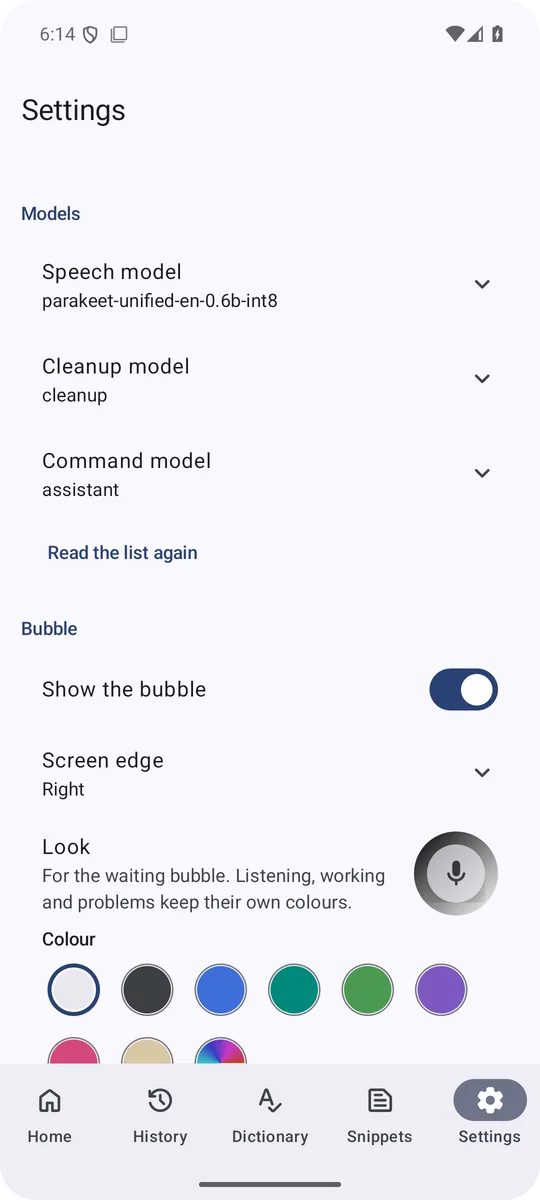 6:14
Settings
Models
Speech model
parakeet-unified-en-0.6b-int8
Cleanup model
cleanup
Command model
assistant
Read the list again
Bubble
Show the bubble
Screen edge
Right
Look
For the waiting bubble. Listening, working
and problems keep their own colours.
Colour
Home History Dictionary Snippets Settings